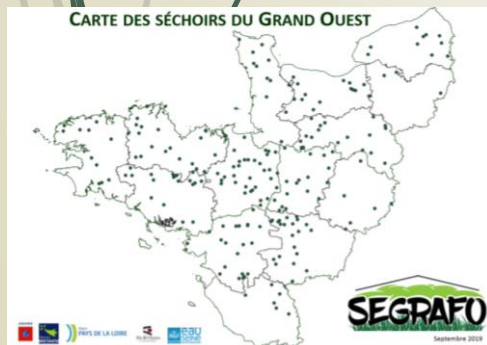 CARTE DES SÉCHOIRS DU GRAND OUEST
SEGRAFO
Septembre 2019
PAYS DE LA LOIRE